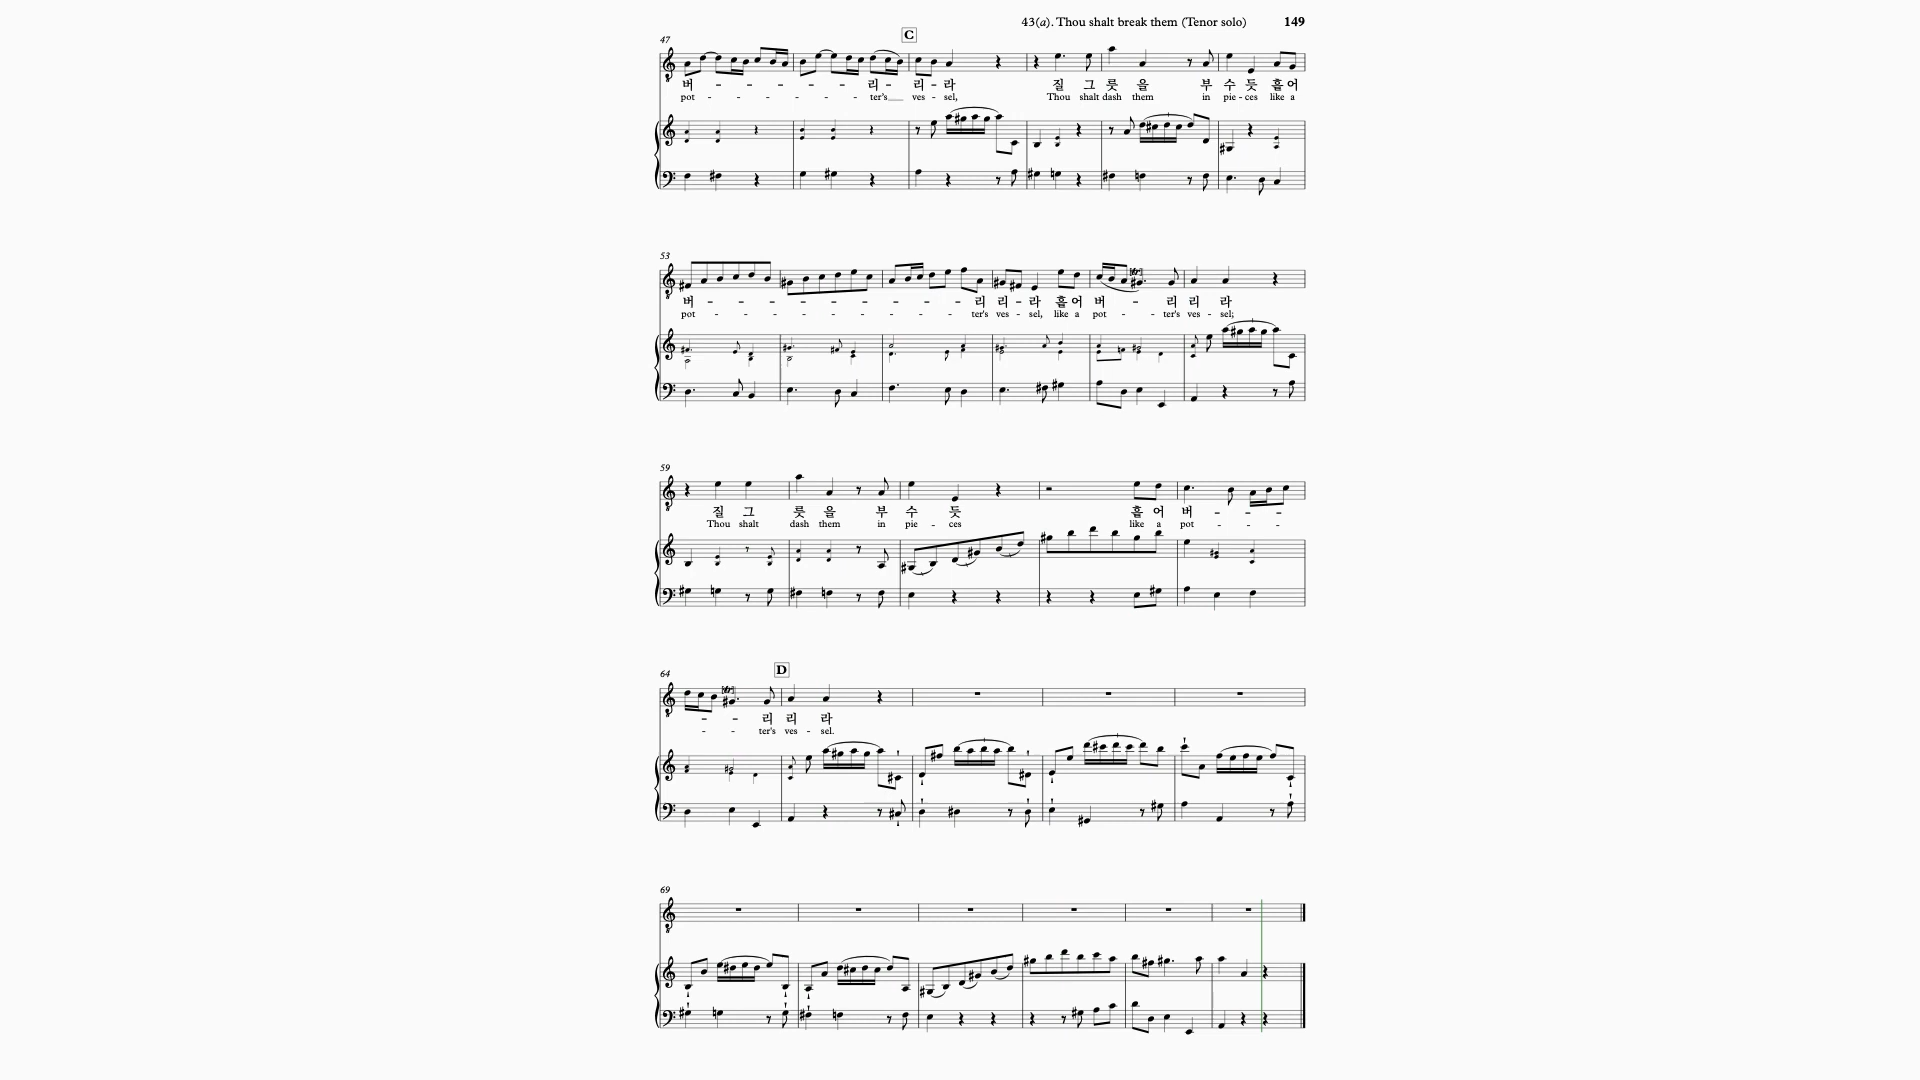 43(a). Thou shalt break them (Tenor solo) 149
C
47
버 - - - - - - - 리 - 리 - 라 질 그 릇 을 부 수 듯 흩 어
pot - - - - - - - ter's__ ves - sel, Thou shalt dash them in pie - ces like a
53
버 - - - - - - - - - - - - - - 리 리 - 라 흩 어 버 - - 리 리 라
pot - - - - - - - - - - - - - - ter's ves - sel, like a pot - - ter's ves - sel;
59
질 그 릇 을 부 수 듯 흩 어 버 - - -
Thou shalt dash them in pie - ces like a pot - - -
D
64
- - 리 리 라
- - ter's ves - sel.
69